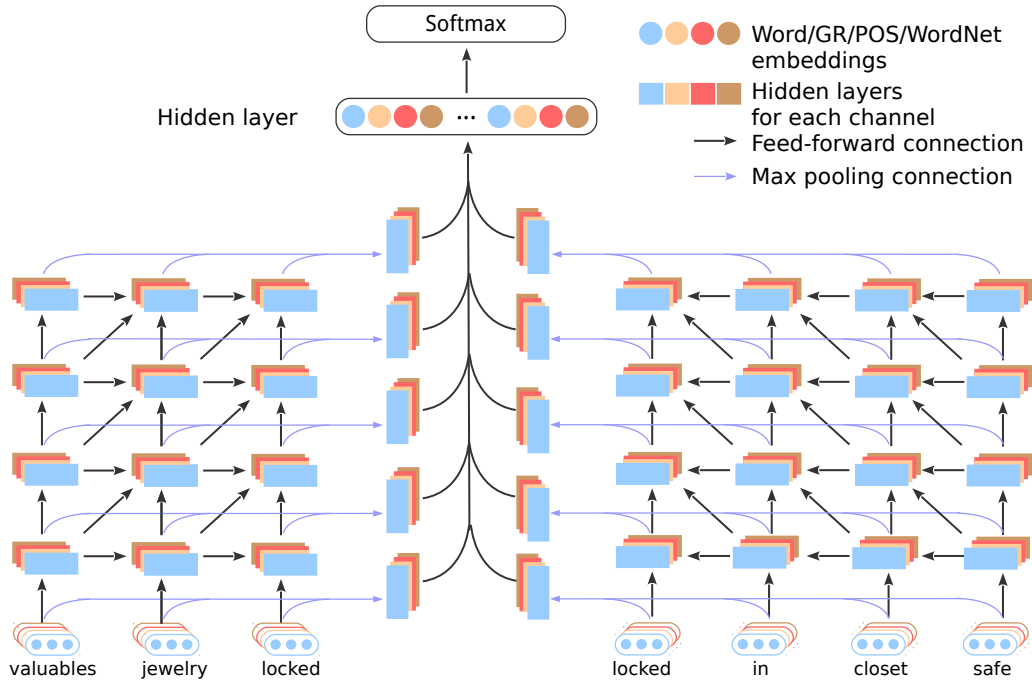 Softmax
Word/GR/POS/WordNet
embeddings
Hidden layer
...
Hidden layers
for each channel
Feed-forward connection
Max pooling connection
valuables jewelry locked locked in closet safe